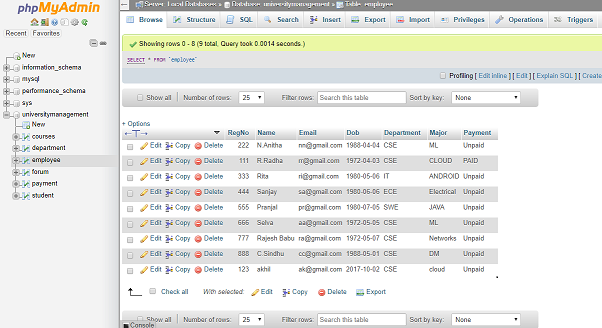 phpMyAdmin
Server: Local Databases » Database: universitymanagement » Table: employee
Browse Structure SQL Search Insert Export Import Privileges Operations Triggers
Recent Favorites
New
information_schema
mysql
performance_schema
sys
universitymanagement
New
courses
department
employee
forum
payment
student
Showing rows 0 - 8 (9 total, Query took 0.0014 seconds.)
SELECT * FROM `employee`
Profiling [ Edit inline ] [ Edit ] [ Explain SQL ] [ Create
Show all Number of rows: 25 Filter rows: Search this table Sort by key: None
+ Options
RegNo Name Email Dob Department Major Payment
Edit Copy Delete 222 N.Anitha nn@gmail.com 1988-04-04 CSE ML Unpaid
Edit Copy Delete 111 R.Radha rr@gmail.com 1972-04-03 CSE CLOUD PAID
Edit Copy Delete 333 Rita ri@gmail.com 1980-05-06 IT ANDROID Unpaid
Edit Copy Delete 444 Sanjay sa@gmail.com 1980-06-06 ECE Electrical Unpaid
Edit Copy Delete 555 Pranjal pr@gmail.com 1980-07-05 SWE JAVA Unpaid
Edit Copy Delete 666 Selva aa@gmail.com 1972-05-05 CSE ML Unpaid
Edit Copy Delete 777 Rajesh Babu ra@gmail.com 1972-05-07 CSE Networks Unpaid
Edit Copy Delete 888 C.Sindhu cc@gmail.com 1988-05-01 CSE DM Unpaid
Edit Copy Delete 123 akhil ak@gmail.com 2017-10-02 CSE cloud Unpaid
Check all With selected: Edit Copy Delete Export
Show all Number of rows: 25 Filter rows: Search this table Sort by key: None
Console